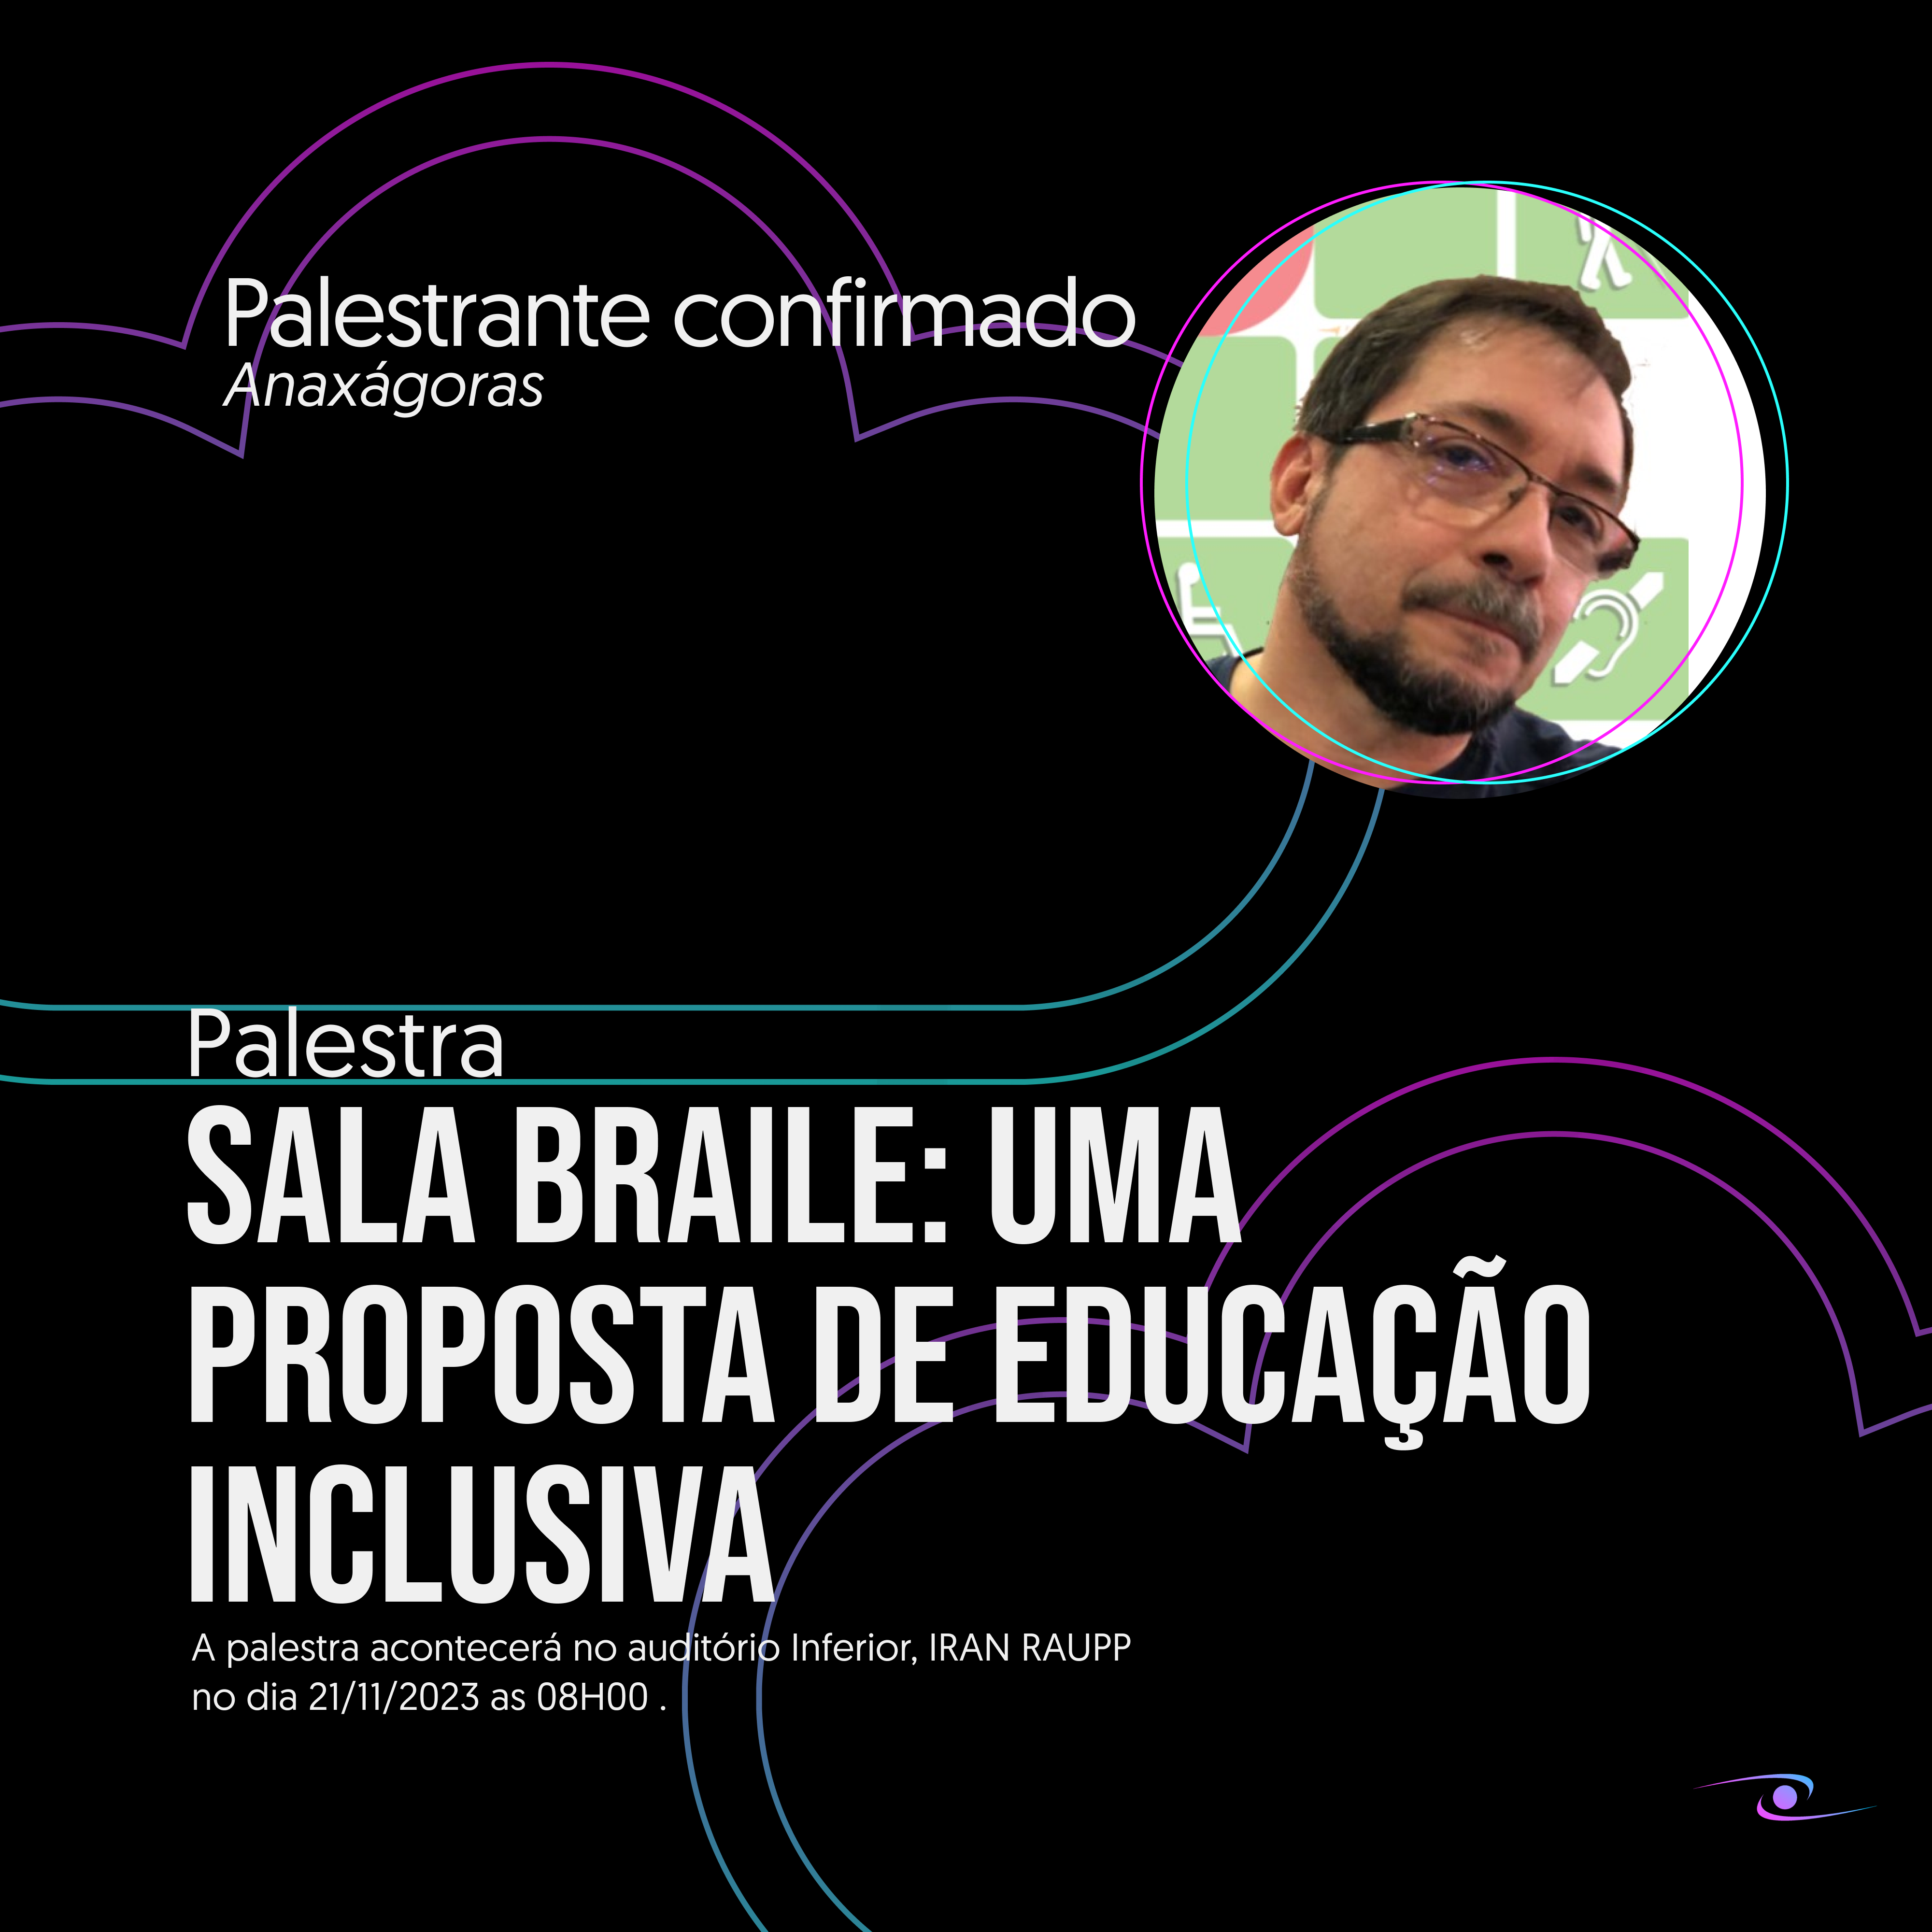 Palestrante confirmado
Anaxágoras
Palestra
SALA BRAILE: UMA
PROPOSTA DE EDUCAÇÃO
INCLUSIVA
A palestra acontecerá no auditório Inferior, IRAN RAUPP
no dia 21/11/2023 as 08H00 .